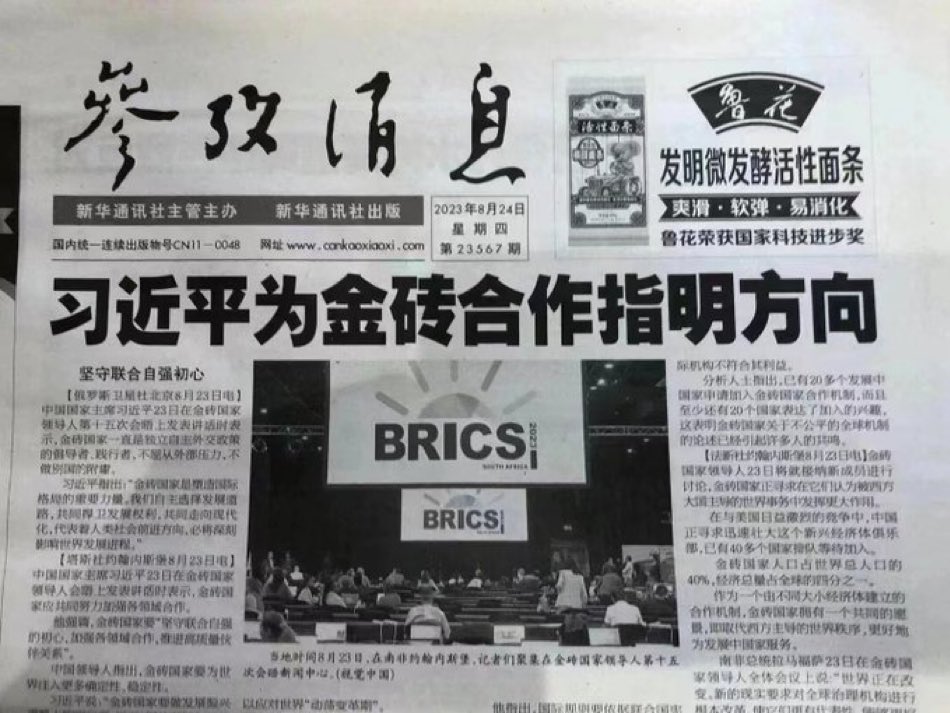 参考消息
新华通讯社主管主办 新华通讯社出版
国内统一连续出版物号CN11-0048 网址www.cankaoxiaoxi.com
2023年8月24日
星期四
第23567期
鲁花
活性面条
鲁花
发明微发酵活性面条
爽滑·软弹·易消化
鲁花荣获国家科技进步奖
习近平为金砖合作指明方向
坚守联合自强初心
【俄罗斯卫星社北京8月23日电】
中国国家主席习近平23日在金砖国家
领导人第十五次会晤上发表讲话时表
示,金砖国家一直是独立自主外交政策
的倡导者、践行者,不屈从外部压力,不
做别国的附庸。
习近平指出:“金砖国家是塑造国际
格局的重要力量。我们自主选择发展道
路,共同捍卫发展权利,共同走向现代
化,代表着人类社会前进方向,必将深刻
影响世界发展进程。”
【塔斯社约翰内斯堡8月23日电】
中国国家主席习近平23日在金砖国家
领导人会晤上发表讲话时表示,金砖国
家应共同努力加强各领域合作。
他强调,金砖国家要“坚守联合自强
的初心,加强各领域合作,推进高质量伙
伴关系”。
中国领导人指出,金砖国家要为世
界注入更多确定性、稳定性、
习近平说:“金砖国家要做发展振兴
BRICS
2023
SOUTH AFRICA
BRICS
当地时间8月23日,在南非约翰内斯堡,记者们聚集在金砖国家领导人第十五
次会晤新闻中心。(视觉中国)
以应对世界“动荡变革期”。
他指出,国际规则要依据联合国宪
际机构不符合其利益。
分析人士指出,已有20多个发展中
国家申请加入金砖国家合作机制,而且
至少还有20个国家表达了加入的兴趣,
这表明金砖国家关于不公平的全球机制
的论述已经引起许多人的共鸣。
【法新社约翰内斯堡8月23日电】金砖
国家领导人23日将就接纳新成员进行
讨论,金砖国家正寻求在它们认为被西方
大国主导的世界事务中发挥更大作用。
在与美国日益激烈的竞争中,中国
正寻求迅速壮大这个新兴经济体俱乐
部,已有40多个国家排队等待加入。
金砖国家人口占世界总人口的
40%,经济总量占全球的四分之一。
作为一个由不同大小经济体建立的
合作机制,金砖国家拥有一个共同的愿
景,即取代西方主导的世界秩序,更好地
为发展中国家服务。
南非总统拉马福萨23日在金砖国
家领导人全体会议上说:“世界正在改
变。新的现实要求对全球治理机构进行
根本改革,使它们更有代表性,能够